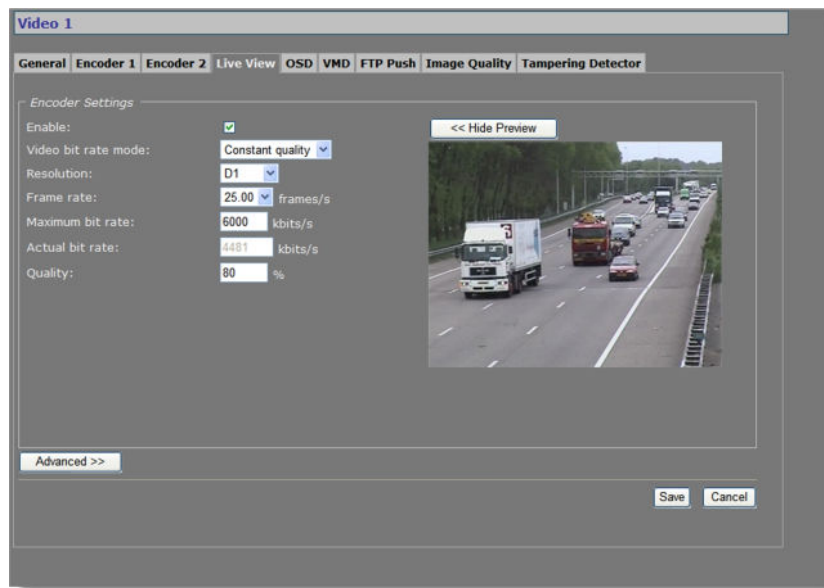 Video 1
General Encoder 1 Encoder 2 Live View OSD VMD FTP Push Image Quality Tampering Detector
Encoder Settings
Enable:
<< Hide Preview
Video bit rate mode: Constant quality
Resolution: D1
Frame rate: 25.00 frames/s
Maximum bit rate: 6000 kbits/s
Actual bit rate: 4481 kbits/s
Quality: 80 %
Advanced >>
Save Cancel